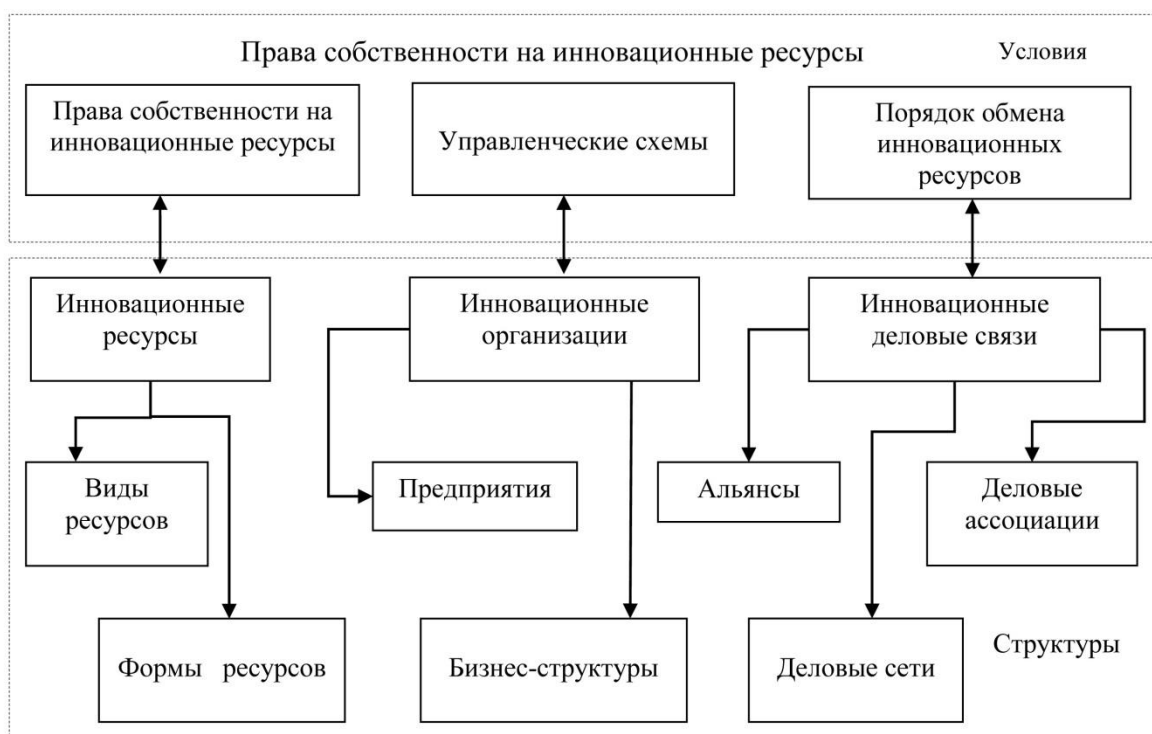 Права собственности на инновационные ресурсы
Условия
Права собственности на
инновационные ресурсы
Управленческие схемы
Порядок обмена
инновационных
ресурсов
Инновационные
ресурсы
Инновационные
организации
Инновационные
деловые связи
Виды
ресурсов
Предприятия
Альянсы
Деловые
ассоциации
Формы ресурсов
Бизнес-структуры
Деловые сети
Структуры